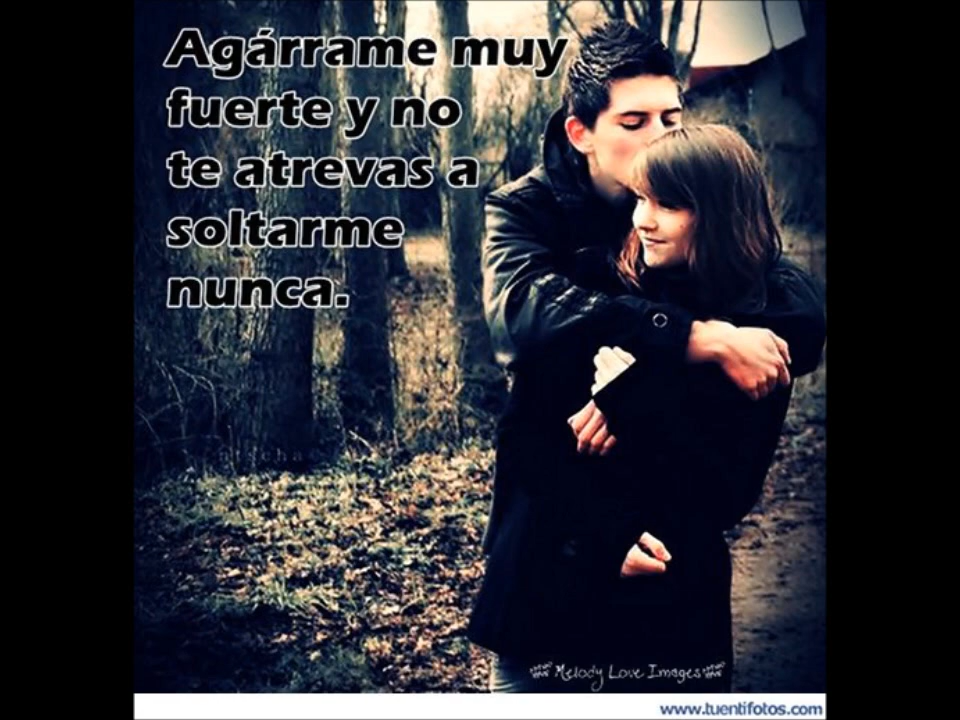 Agárrame muy
fuerte y no
te atrevas a
soltarme
nunca.
Melody Love Images
www.tuentifotos.com